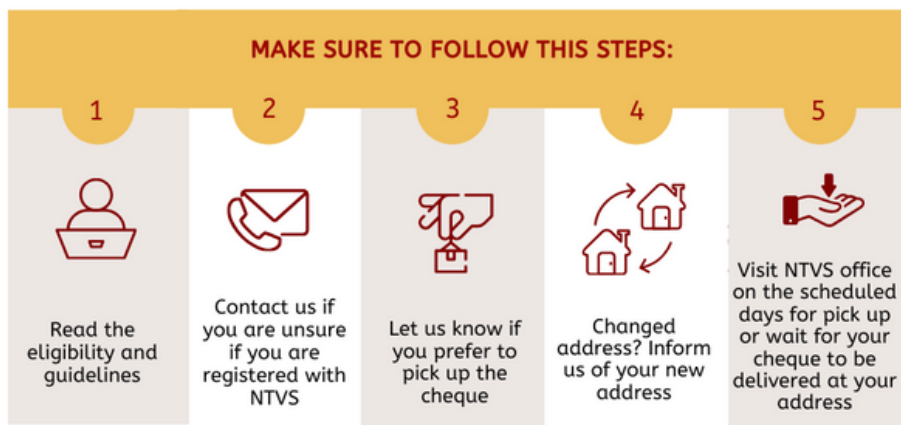 MAKE SURE TO FOLLOW THIS STEPS:
1
Read the
eligibility and
guidelines
2
Contact us if
you are unsure
if you are
registered with
NTVS
3
Let us know if
you prefer to
pick up the
cheque
4
Changed
address? Inform
us of your new
address
5
Visit NTVS office
on the scheduled
days for pick up
or wait for your
cheque to be
delivered at your
address